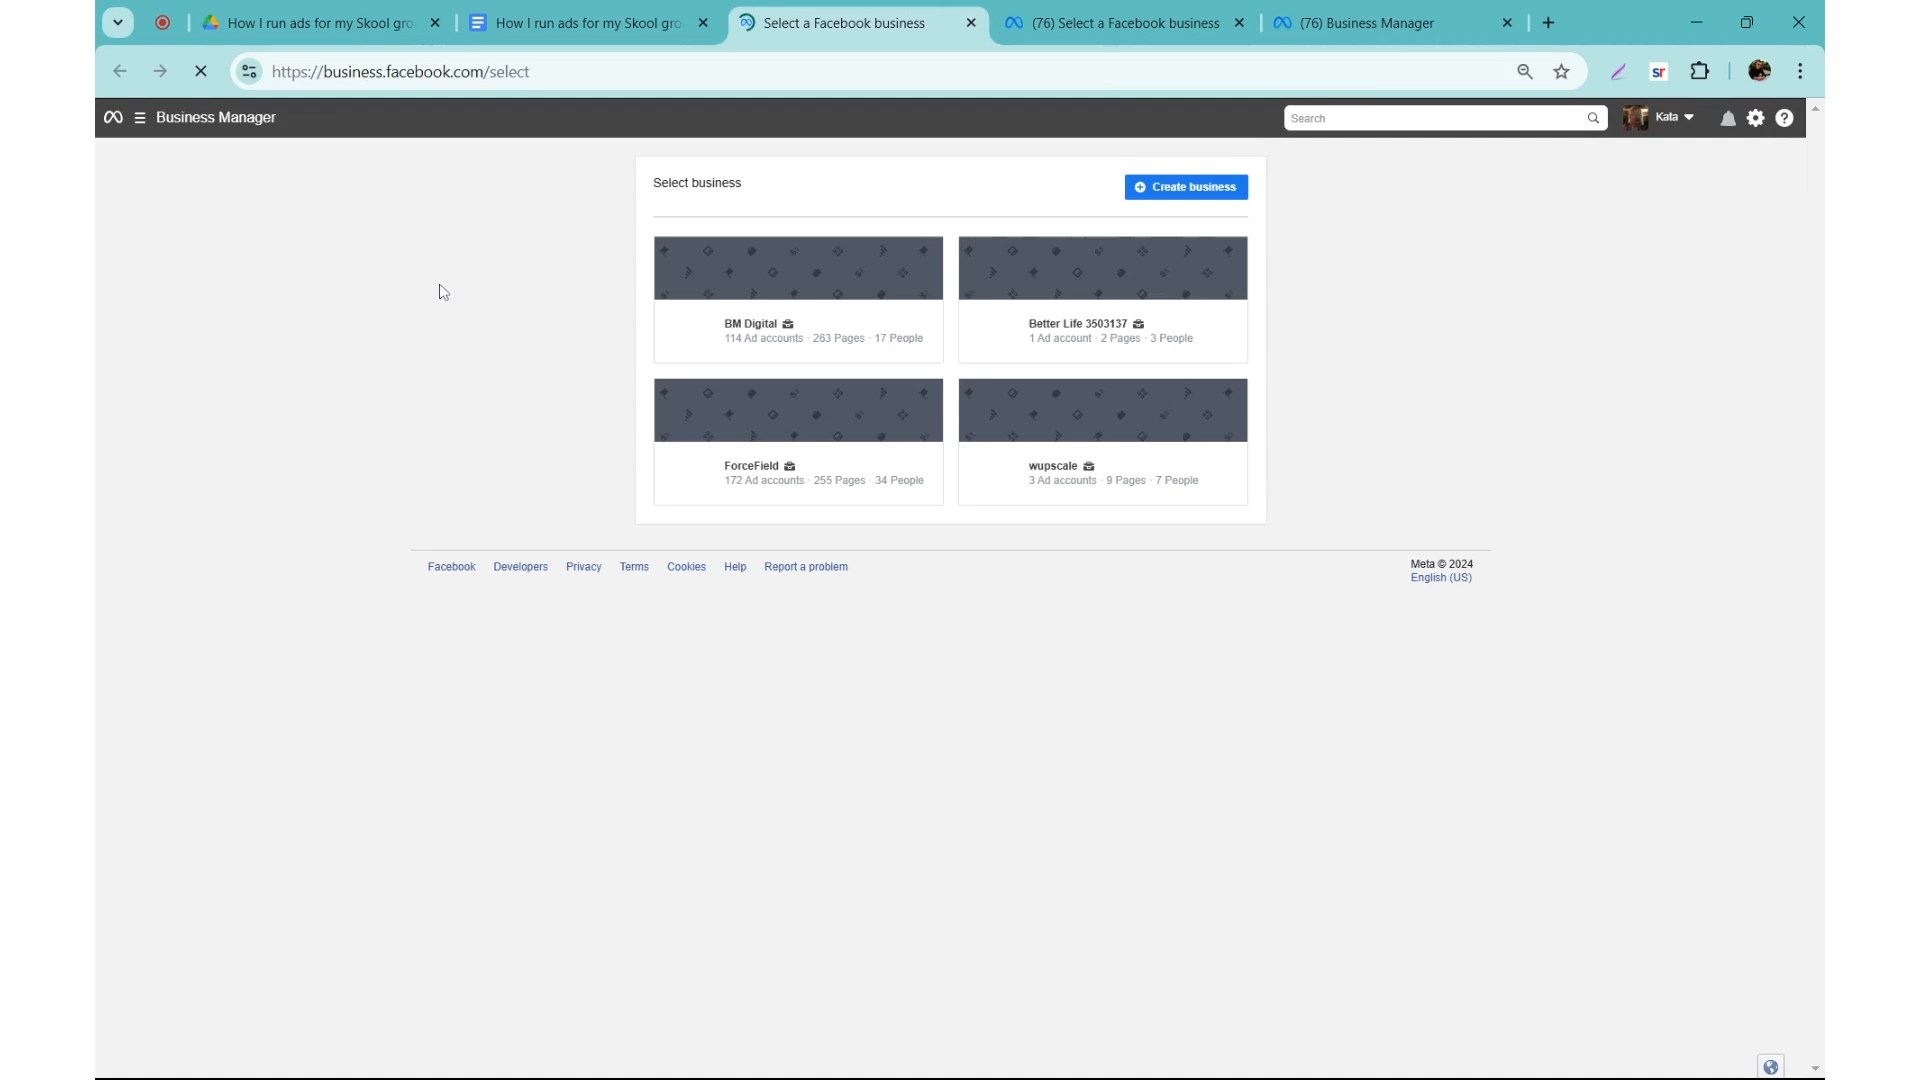 How I run ads for my Skool gro
How I run ads for my Skool gro
Select a Facebook business
(76) Select a Facebook business
(76) Business Manager
https://business.facebook.com/select
sr
Business Manager
Search
Kata
Select business
Create business
BM Digital
114 Ad accounts · 263 Pages · 17 People
Better Life 3503137
1 Ad account · 2 Pages · 3 People
ForceField
172 Ad accounts · 255 Pages · 34 People
wupscale
3 Ad accounts · 9 Pages · 7 People
Facebook Developers Privacy Terms Cookies Help Report a problem
Meta © 2024
English (US)